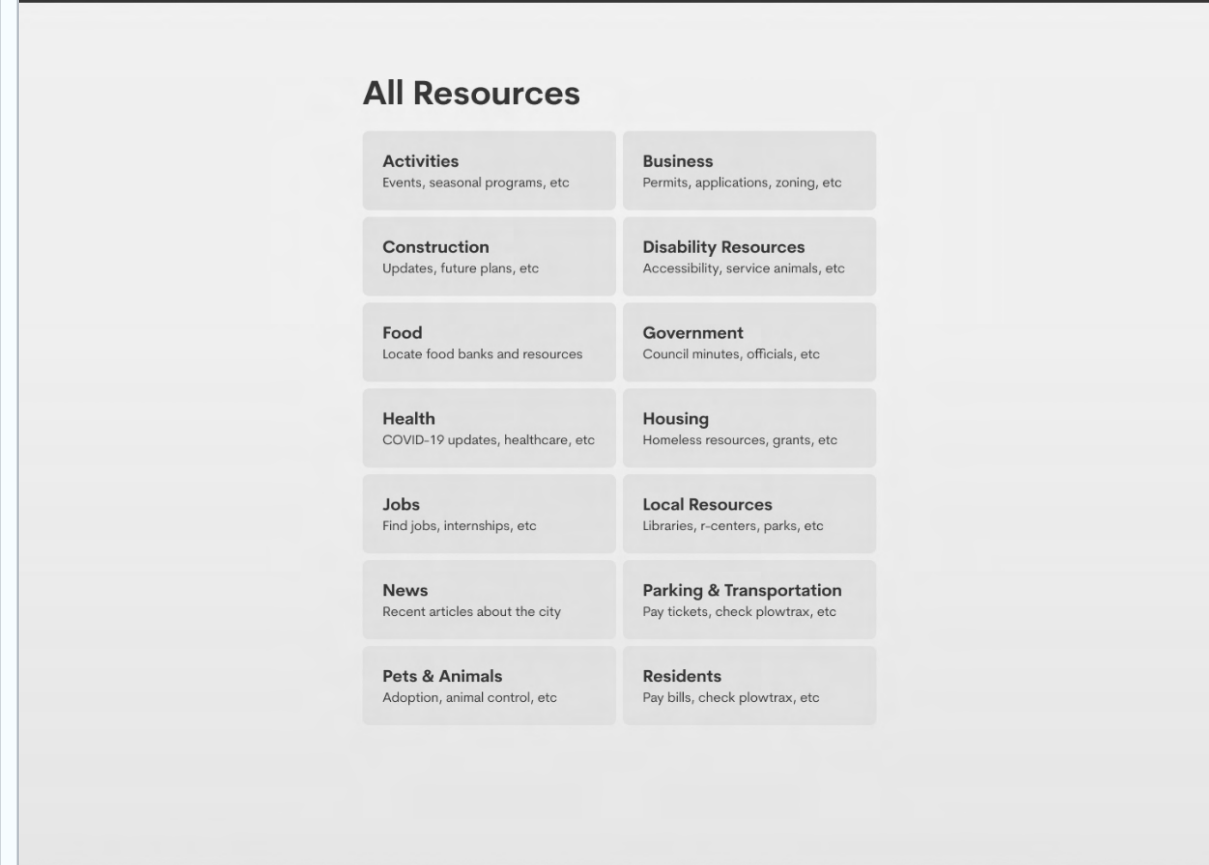 All Resources
Activities
Events, seasonal programs, etc
Business
Permits, applications, zoning, etc
Construction
Updates, future plans, etc
Disability Resources
Accessibility, service animals, etc
Food
Locate food banks and resources
Government
Council minutes, officials, etc
Health
COVID-19 updates, healthcare, etc
Housing
Homeless resources, grants, etc
Jobs
Find jobs, internships, etc
Local Resources
Libraries, r-centers, parks, etc
News
Recent articles about the city
Parking & Transportation
Pay tickets, check plowtrax, etc
Pets & Animals
Adoption, animal control, etc
Residents
Pay bills, check plowtrax, etc